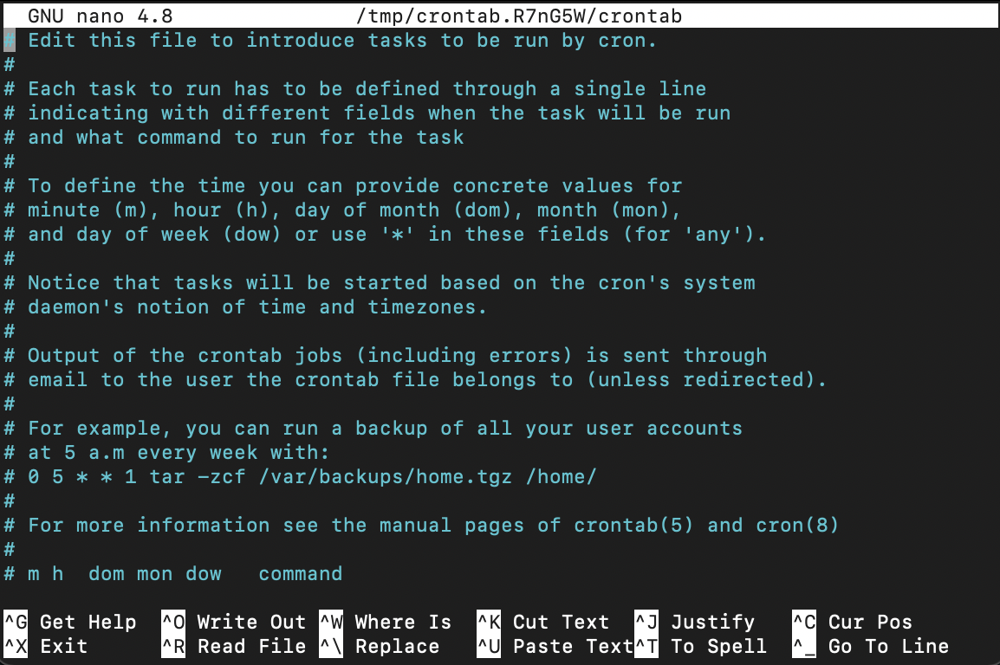 GNU nano 4.8 /tmp/crontab.R7nG5W/crontab
# Edit this file to introduce tasks to be run by cron.
#
# Each task to run has to be defined through a single line
# indicating with different fields when the task will be run
# and what command to run for the task
#
# To define the time you can provide concrete values for
# minute (m), hour (h), day of month (dom), month (mon),
# and day of week (dow) or use '*' in these fields (for 'any').
#
# Notice that tasks will be started based on the cron's system
# daemon's notion of time and timezones.
#
# Output of the crontab jobs (including errors) is sent through
# email to the user the crontab file belongs to (unless redirected).
#
# For example, you can run a backup of all your user accounts
# at 5 a.m every week with:
# 0 5 * * 1 tar -zcf /var/backups/home.tgz /home/
#
# For more information see the manual pages of crontab(5) and cron(8)
#
# m h  dom mon dow   command
^G Get Help ^O Write Out ^W Where Is ^K Cut Text ^J Justify ^C Cur Pos
^X Exit ^R Read File ^\ Replace ^U Paste Text ^T To Spell ^_ Go To Line